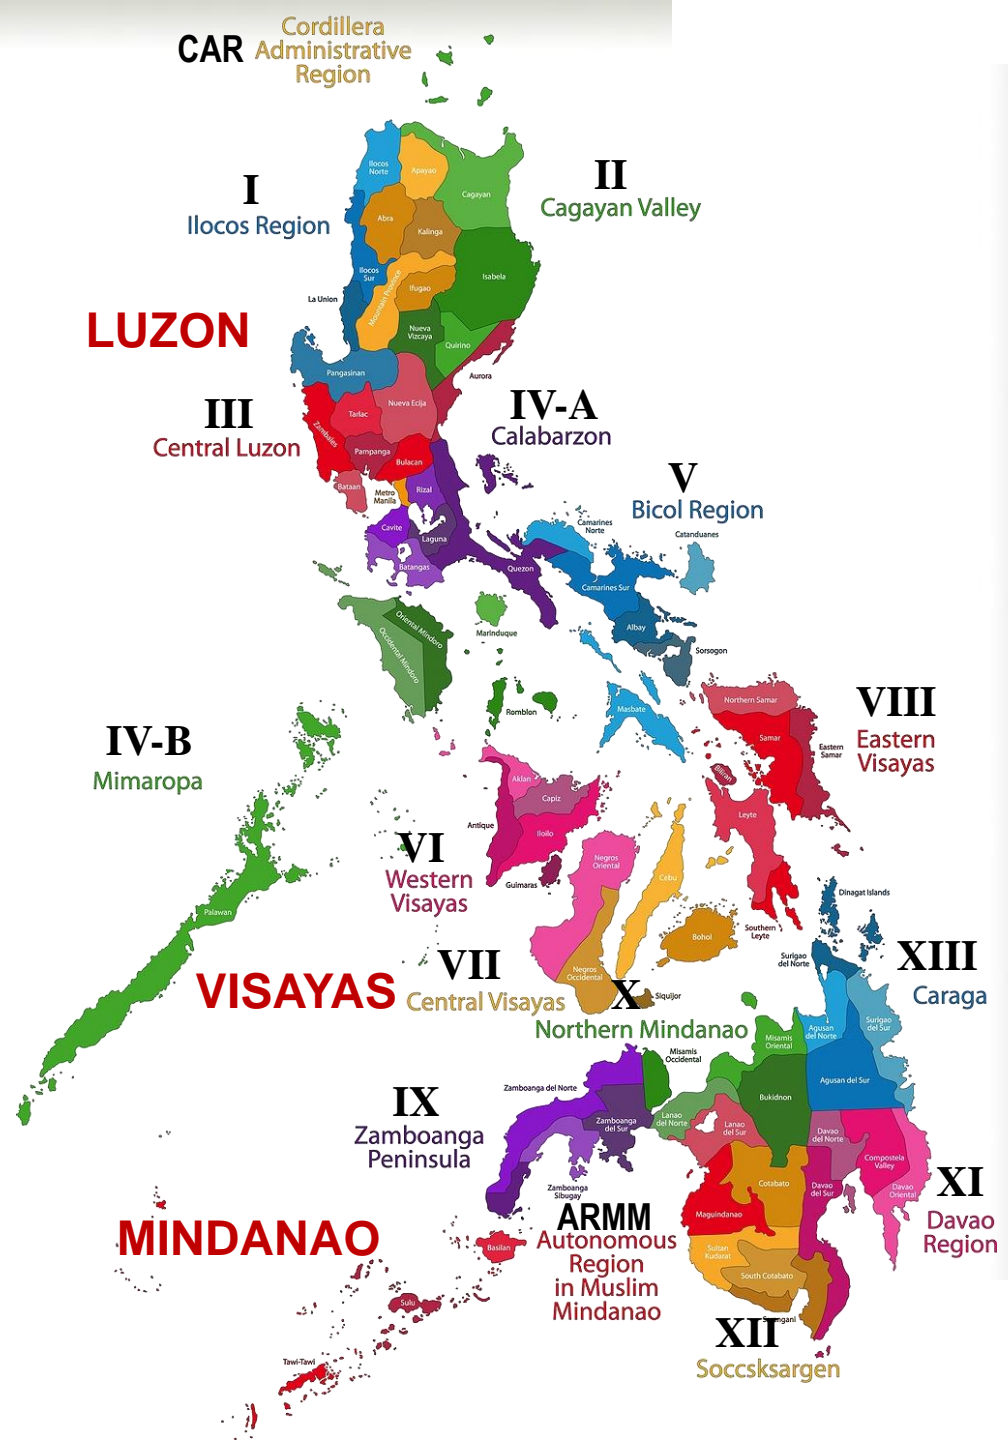 CAR
Cordillera
Administrative
Region
Ilocos
Norte
Apayao
Cagayan
I
Ilocos Region
II
Cagayan Valley
Abra
Kalinga
Ilocos
Sur
Mountain Province
Ifugao
Isabela
La Union
LUZON
Nueva
Vizcaya
Quirino
Pangasinan
Aurora
III
Central Luzon
Zambales
Tarlac
Nueva Ecija
IV-A
Calabarzon
Pampanga
Bulacan
Bataan
Metro
Manila
Rizal
V
Bicol Region
Cavite
Laguna
Camarines
Norte
Catanduanes
Batangas
Quezon
Camarines Sur
Oriental Mindoro
Occidental Mindoro
Marinduque
Albay
Sorsogon
Romblon
Masbate
Northern Samar
VIII
Eastern
Visayas
Samar
Eastern
Samar
IV-B
Mimaropa
Aklan
Capiz
Biliran
Antique
Iloilo
Leyte
VI
Western
Visayas
Guimaras
Negros
Oriental
Cebu
Palawan
Bohol
Southern
Leyte
Dinagat Islands
VISAYAS
VII
Central Visayas
Negros
Occidental
Siquijor
Surigao
del Norte
XIII
Caraga
X
Northern Mindanao
Misamis
Oriental
Agusan
del Norte
Surigao
del Sur
Misamis
Occidental
Zamboanga del Norte
Bukidnon
Agusan del Sur
IX
Zamboanga
Peninsula
Zamboanga
del Sur
Lanao
del Norte
Lanao
del Sur
Davao
del Norte
Compostela
Valley
Zamboanga
Sibugay
Cotabato
Davao
del Sur
Davao
Oriental
XI
Davao
Region
MINDANAO
ARMM
Autonomous
Region
in Muslim
Mindanao
Maguindanao
Basilan
Sultan
Kudarat
South Cotabato
Sulu
XII
Soccsksargen
Tawi-Tawi